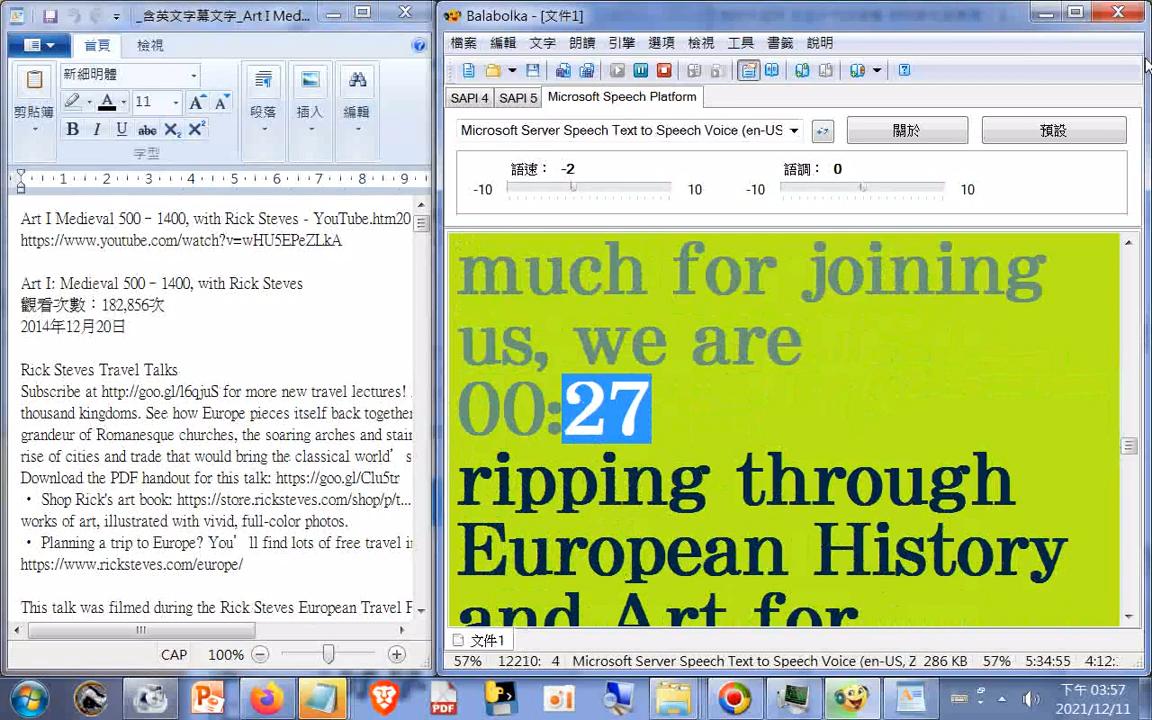 _含英文字幕文字_Art I Med...
首頁
檢視
剪貼簿
新細明體
11
字型
段落
插入
編輯
1 2 3 4 5 6 7 8 9
Art I Medieval 500–1400, with Rick Steves - YouTube.htm20
https://www.youtube.com/watch?v=wHU5EPeZLkA
Art I: Medieval 500–1400, with Rick Steves
觀看次數：182,856次
2014年12月20日
Rick Steves Travel Talks
Subscribe at http://goo.gl/l6qjuS for more new travel lectures!
thousand kingdoms. See how Europe pieces itself back together
grandeur of Romanesque churches, the soaring arches and stain
rise of cities and trade that would bring the classical world's
Download the PDF handout for this talk: https://goo.gl/Clu5tr
• Shop Rick's art book: https://store.ricksteves.com/shop/p/t...
works of art, illustrated with vivid, full-color photos.
• Planning a trip to Europe? You'll find lots of free travel in
https://www.ricksteves.com/europe/
This talk was filmed during the Rick Steves European Travel F
CAP 100%
Balabolka - [文件1]
檔案 編輯 文字 朗讀 引擎 選項 檢視 工具 書籤 說明
SAPI 4 SAPI 5 Microsoft Speech Platform
Microsoft Server Speech Text to Speech Voice (en-US
關於
預設
語速： -2
-10 10
語調： 0
-10 10
much for joining
us, we are
00:27
ripping through
European History
and Art for
文件1
57% 12210: 4 Microsoft Server Speech Text to Speech Voice (en-US, Z 286 KB 57% 5:34:55 4:12:
下午 03:57
2021/12/11